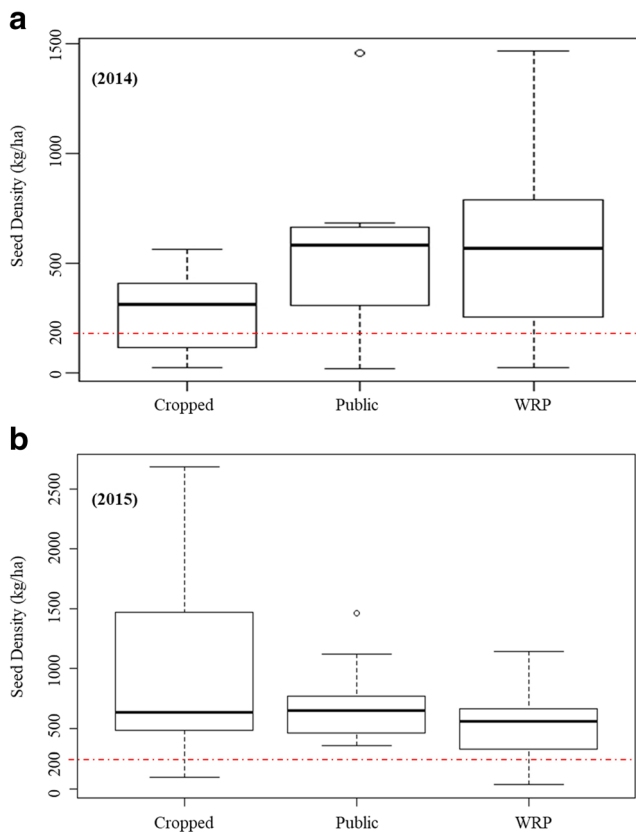 a
(2014)
Seed Density (kg/ha)
1500
1000
500
200
0
Cropped Public WRP
b
(2015)
Seed Density (kg/ha)
2500
2000
1500
1000
500
200
0
Cropped Public WRP